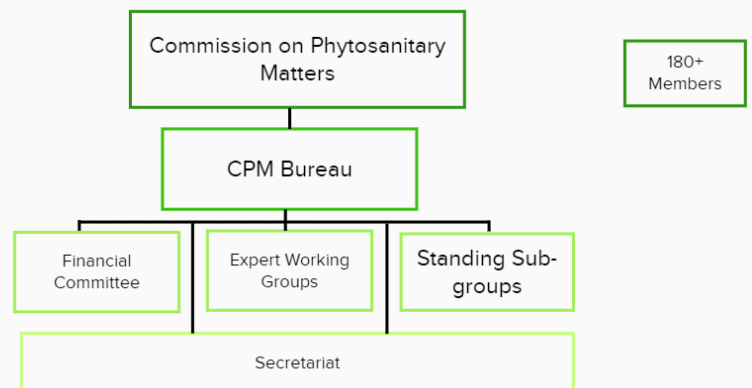 Commission on Phytosanitary
Matters
180+
Members
CPM Bureau
Financial
Committee
Expert Working
Groups
Standing Sub-
groups
Secretariat